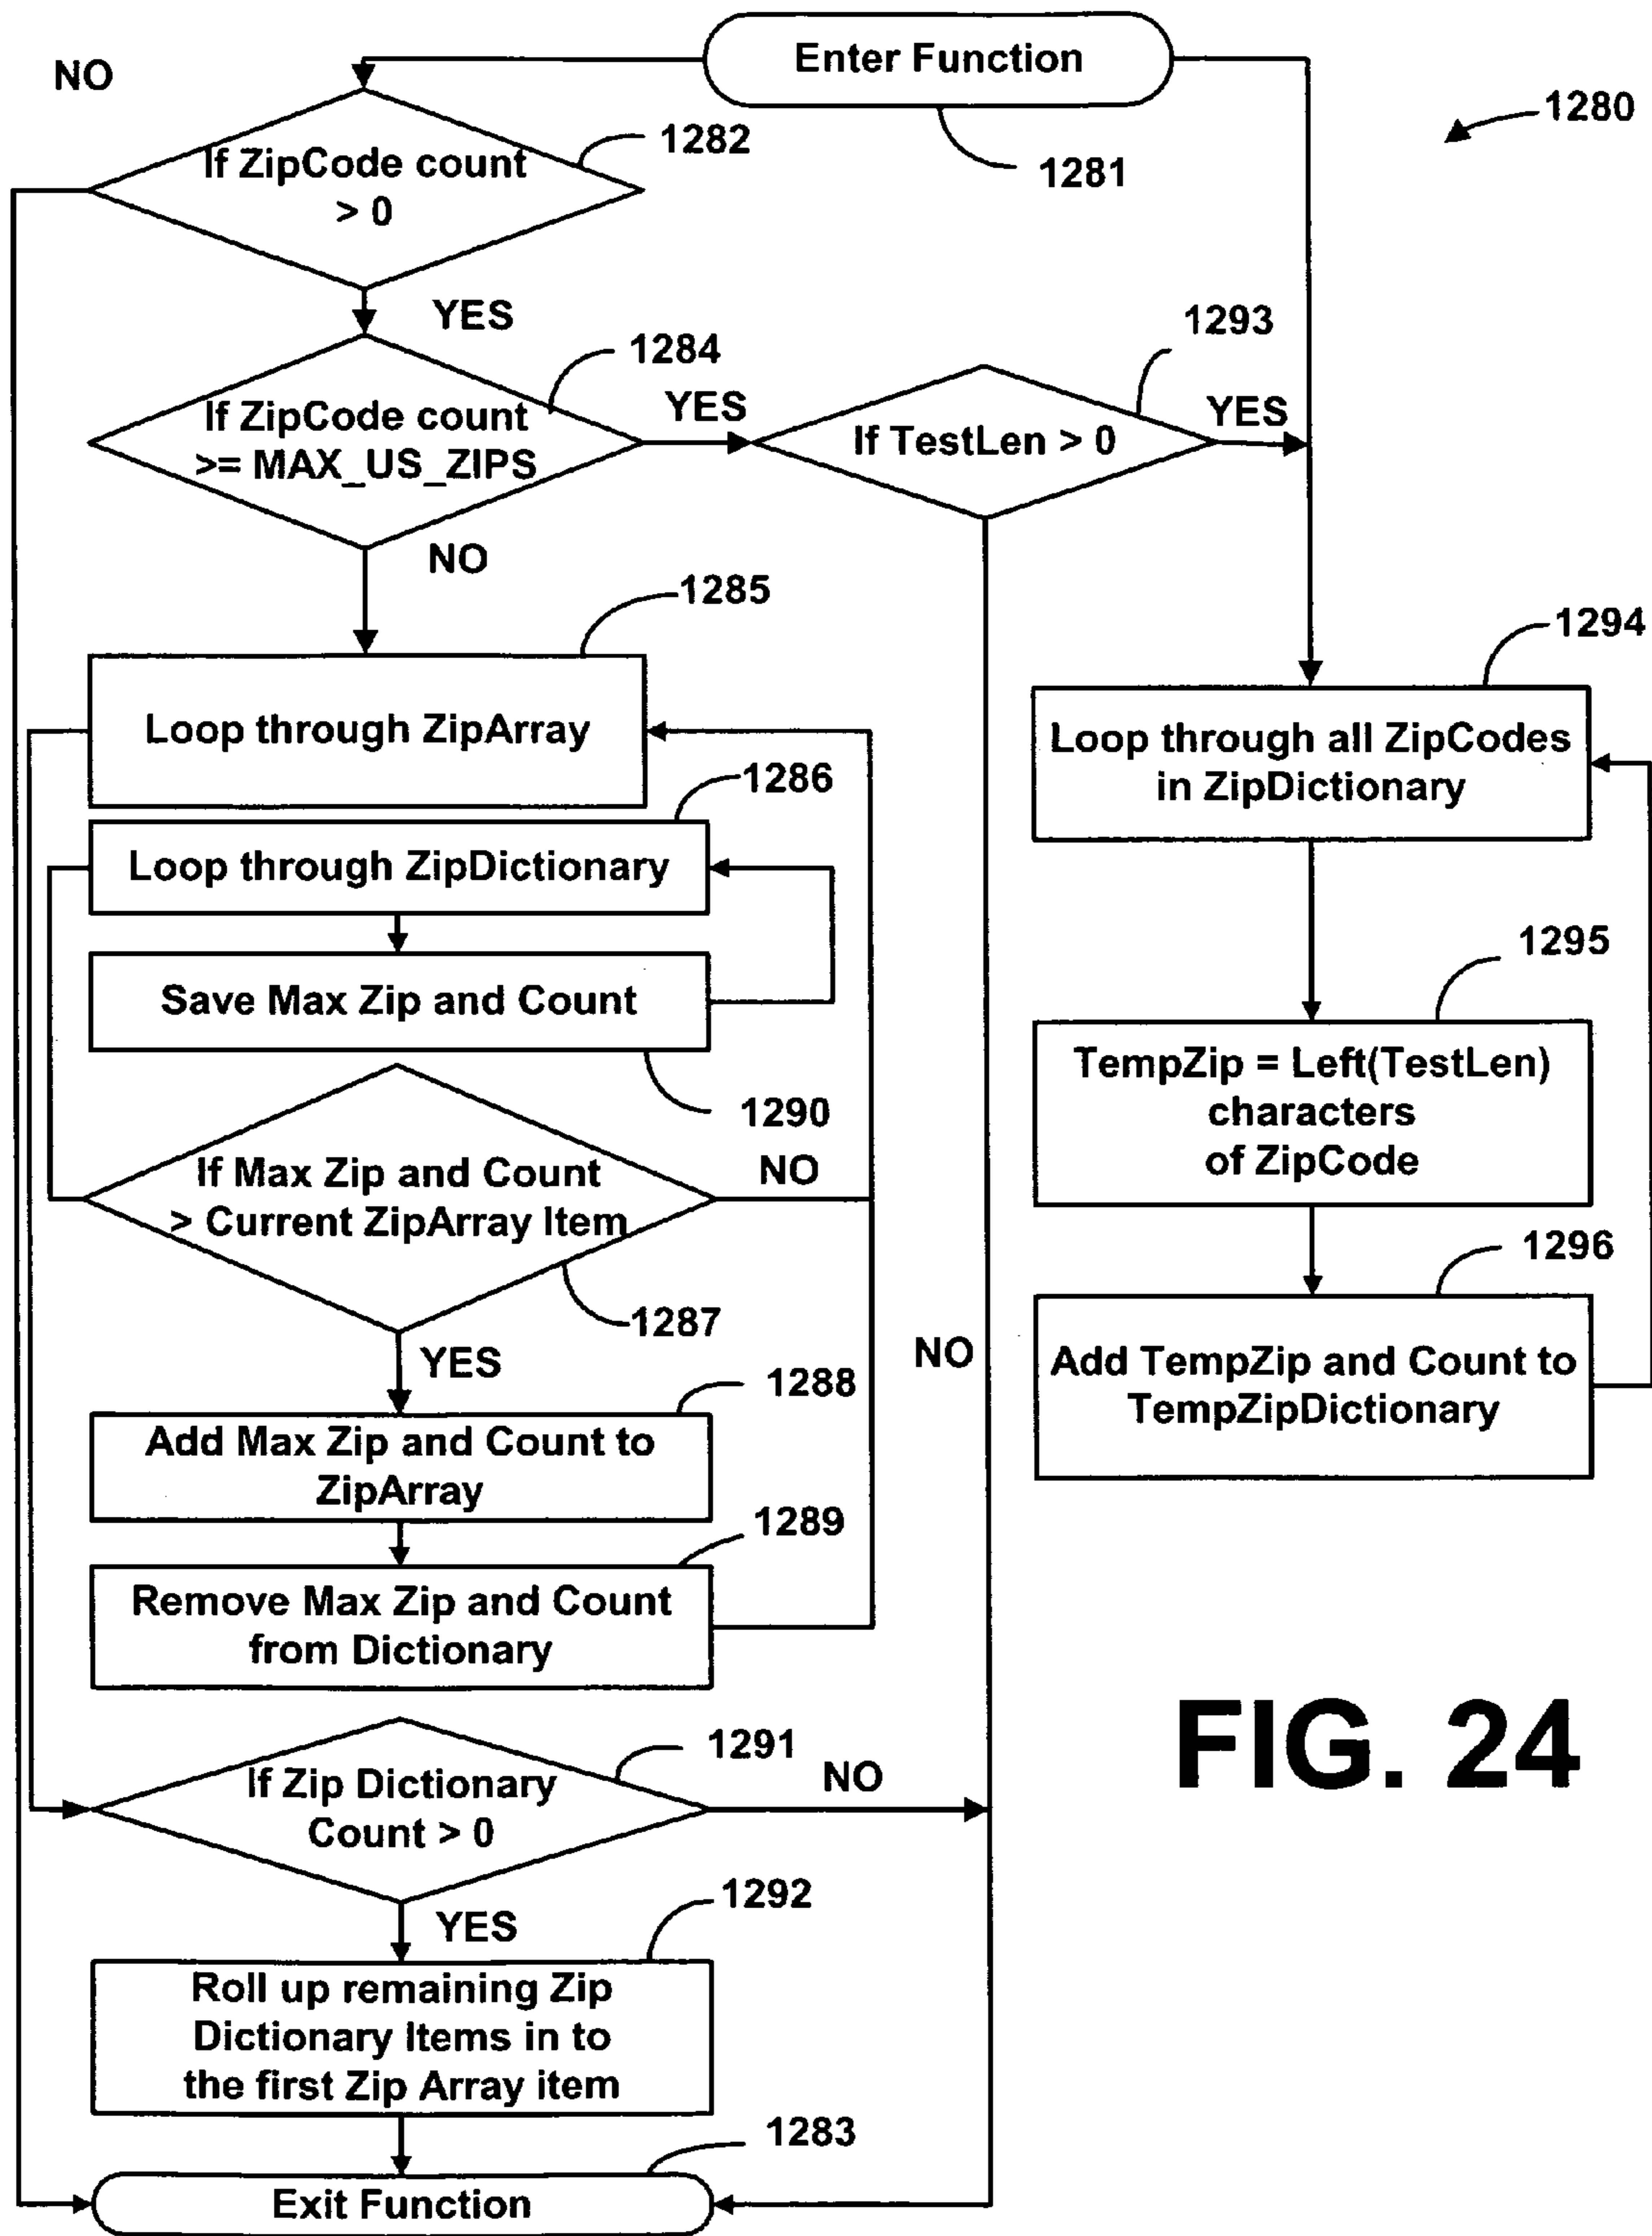 Enter Function
NO
1280
1282
1281
If ZipCode count
> 0
YES
1293
1284
If ZipCode count
>= MAX_US_ZIPS
YES
If TestLen > 0
YES
NO
1285
1294
Loop through ZipArray
Loop through all ZipCodes
in ZipDictionary
1286
Loop through ZipDictionary
1295
Save Max Zip and Count
TempZip = Left(TestLen)
characters
of ZipCode
1290
If Max Zip and Count
> Current ZipArray Item
NO
1296
1287
NO
YES
Add TempZip and Count to
TempZipDictionary
1288
Add Max Zip and Count to
ZipArray
1289
Remove Max Zip and Count
from Dictionary
FIG. 24
1291
If Zip Dictionary
Count > 0
NO
1292
YES
Roll up remaining Zip
Dictionary Items in to
the first Zip Array item
1283
Exit Function